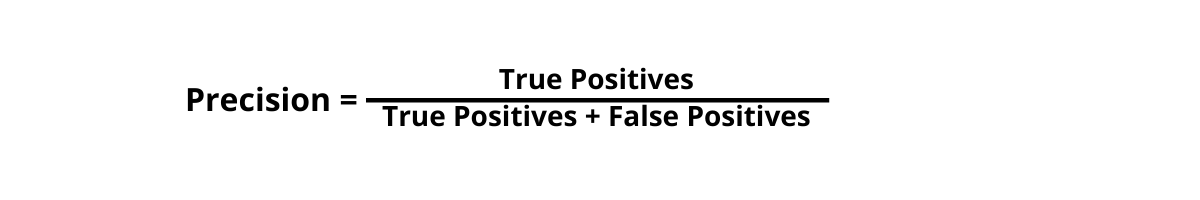 True Positives
Precision =
True Positives + False Positives